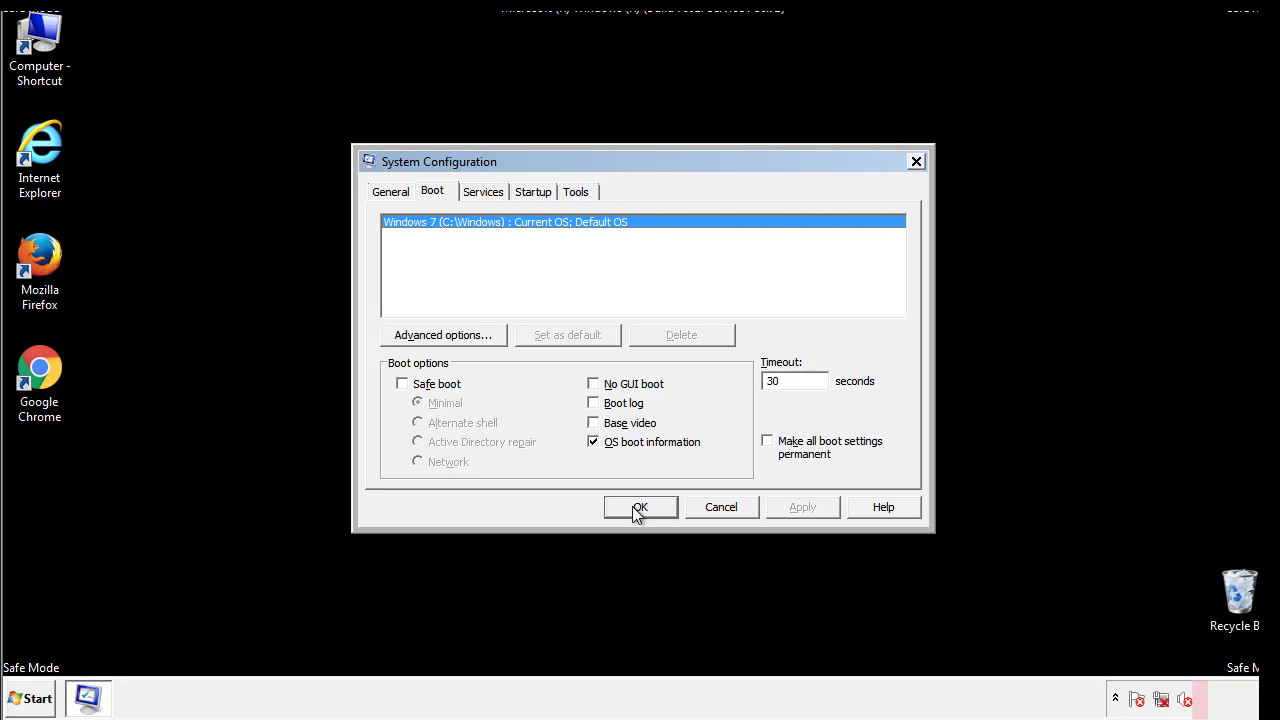 Computer -
Shortcut
Internet
Explorer
Mozilla
Firefox
Google
Chrome
System Configuration
General
Boot
Services
Startup
Tools
Windows 7 (C:\Windows) : Current OS; Default OS
Advanced options...
Set as default
Delete
Boot options
Safe boot
Minimal
Alternate shell
Active Directory repair
Network
No GUI boot
Boot log
Base video
OS boot information
Timeout:
30 seconds
Make all boot settings
permanent
OK
Cancel
Apply
Help
Recycle B
Safe Mode
Safe M
Start